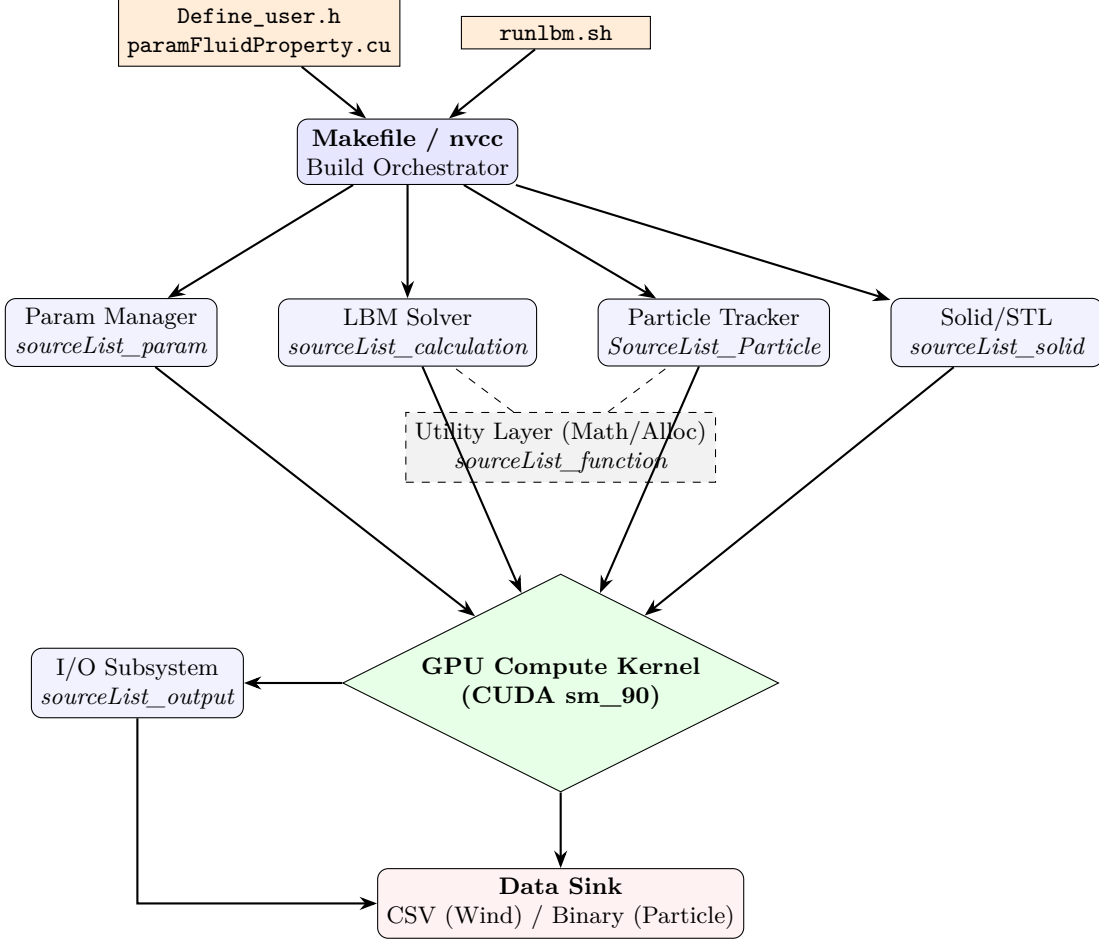 Define_user.h
paramFluidProperty.cu
runlbm.sh
Makefile / nvcc
Build Orchestrator
Param Manager
sourceList_param
LBM Solver
sourceList_calculation
Particle Tracker
SourceList_Particle
Solid/STL
sourceList_solid
Utility Layer (Math/Alloc)
sourceList_function
GPU Compute Kernel
(CUDA sm_90)
I/O Subsystem
sourceList_output
Data Sink
CSV (Wind) / Binary (Particle)